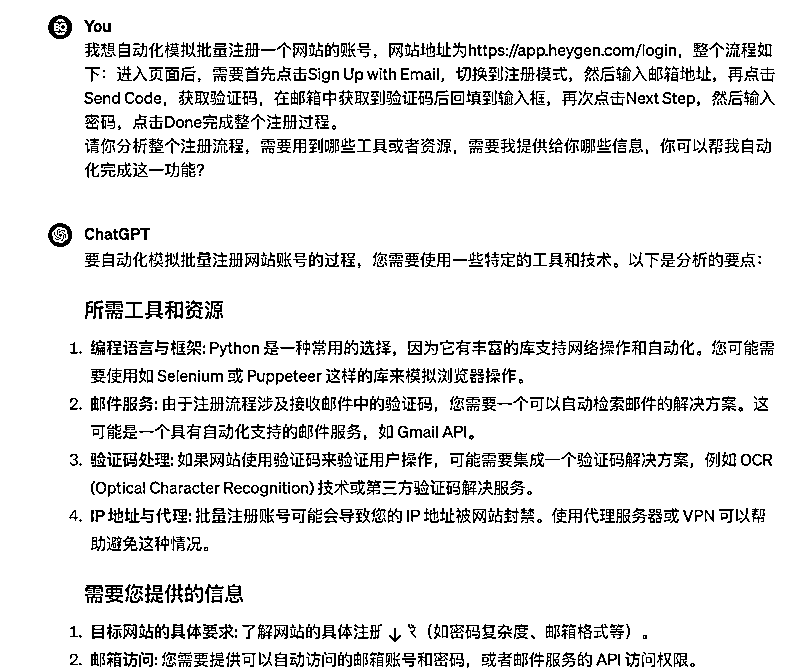 You
我想自动化模拟批量注册一个网站的账号，网站地址为https://app.heygen.com/login，整个流程如
下：进入页面后，需要首先点击Sign Up with Email，切换到注册模式，然后输入邮箱地址，再点击
Send Code，获取验证码，在邮箱中获取到验证码后回填到输入框，再次点击Next Step，然后输入
密码，点击Done完成整个注册过程。
请你分析整个注册流程，需要用到哪些工具或者资源，需要我提供给你哪些信息，你可以帮我自动
化完成这一功能？
ChatGPT
要自动化模拟批量注册网站账号的过程，您需要使用一些特定的工具和技术。以下是分析的要点：
所需工具和资源
1. 编程语言与框架: Python 是一种常用的选择，因为它有丰富的库支持网络操作和自动化。您可能需
要使用如 Selenium 或 Puppeteer 这样的库来模拟浏览器操作。
2. 邮件服务: 由于注册流程涉及接收邮件中的验证码，您需要一个可以自动检索邮件的解决方案。这
可能是一个具有自动化支持的邮件服务，如 Gmail API。
3. 验证码处理: 如果网站使用验证码来验证用户操作，可能需要集成一个验证码解决方案，例如 OCR
(Optical Character Recognition) 技术或第三方验证码解决服务。
4. IP 地址与代理: 批量注册账号可能会导致您的 IP 地址被网站封禁。使用代理服务器或 VPN 可以帮
助避免这种情况。
需要您提供的信息
1. 目标网站的具体要求: 了解网站的具体注册（如密码复杂度、邮箱格式等）。
2. 邮箱访问: 您需要提供可以自动访问的邮箱账号和密码，或者邮件服务的 API 访问权限。